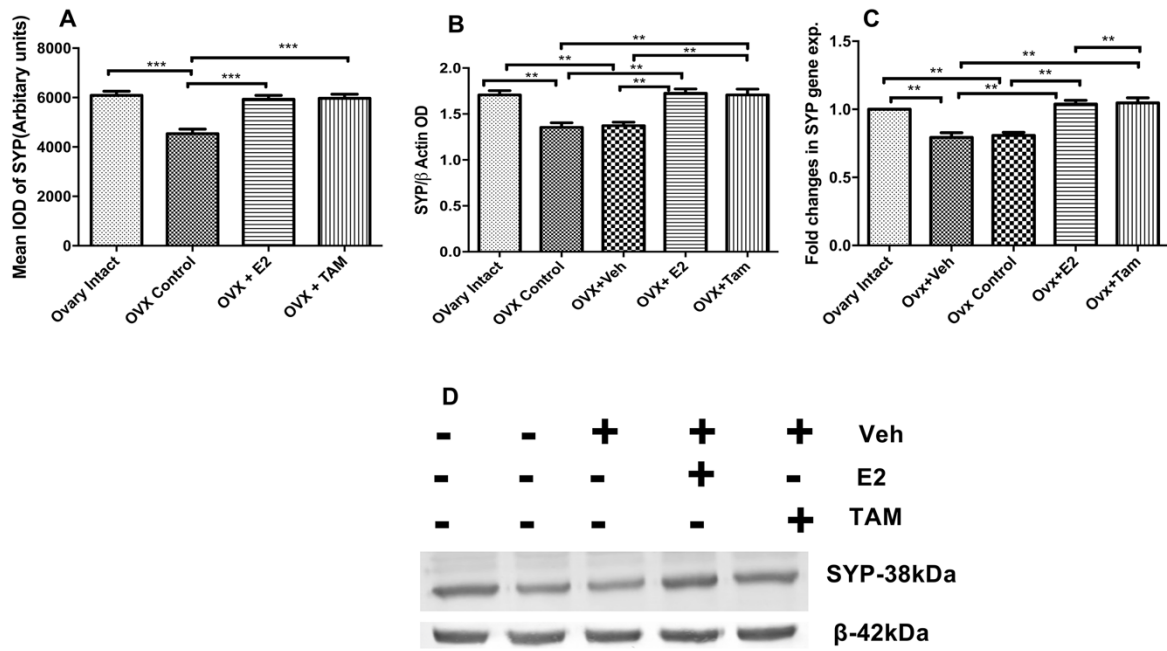 A
Mean IOD of SYP(Arbitary units)
8000
6000
4000
2000
0
***
***
***
Ovary Intact
OVX Control
OVX + E2
OVX + TAM
B
SYP/β Actin OD
2.0
1.5
1.0
0.5
0.0
**
**
**
**
**
**
Ovary Intact
OVX Control
OVX+Veh
OVX+ E2
OVX+Tam
C
Fold changes in SYP gene exp.
1.5
1.0
0.5
0.0
**
**
**
**
**
**
Ovary Intact
Ovx+Veh
Ovx Control
Ovx+E2
Ovx+Tam
D
- - + + + Veh
- - - + - E2
- - - - + TAM
SYP-38kDa
β-42kDa